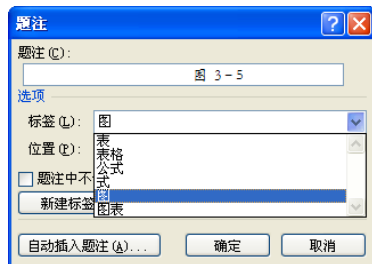 题注
题注(C):
图 3-5
选项
标签(L): 图
位置(P):
表
表格
公式
式
图
图表
题注中不
新建标签
自动插入题注(A)... 确定 取消